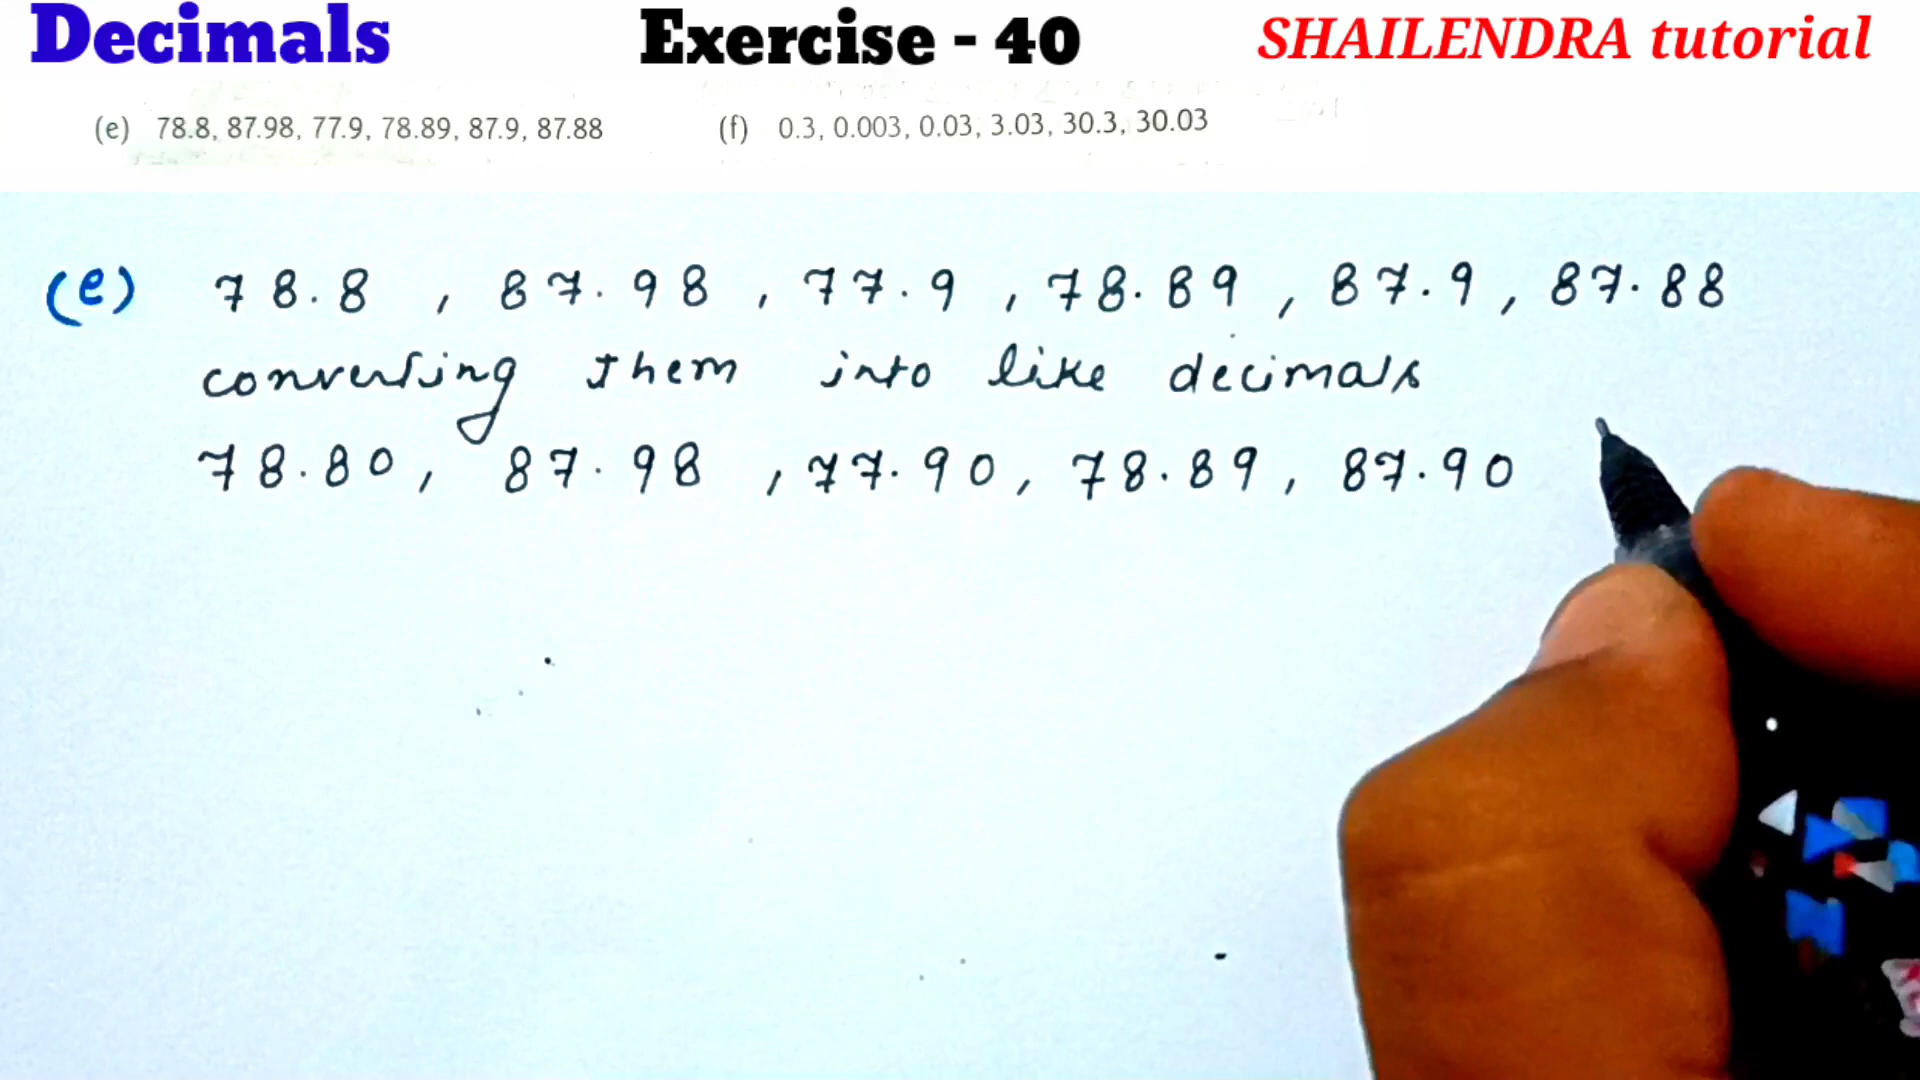 Decimals Exercise - 40 SHAILENDRA tutorial
(e) 78.8, 87.98, 77.9, 78.89, 87.9, 87.88 (f) 0.3, 0.003, 0.03, 3.03, 30.3, 30.03
(e) 78.8 , 87.98 , 77.9 , 78.89 , 87.9 , 87.88
converting them into like decimals
78.80, 87.98 , 77.90, 78.89, 87.90